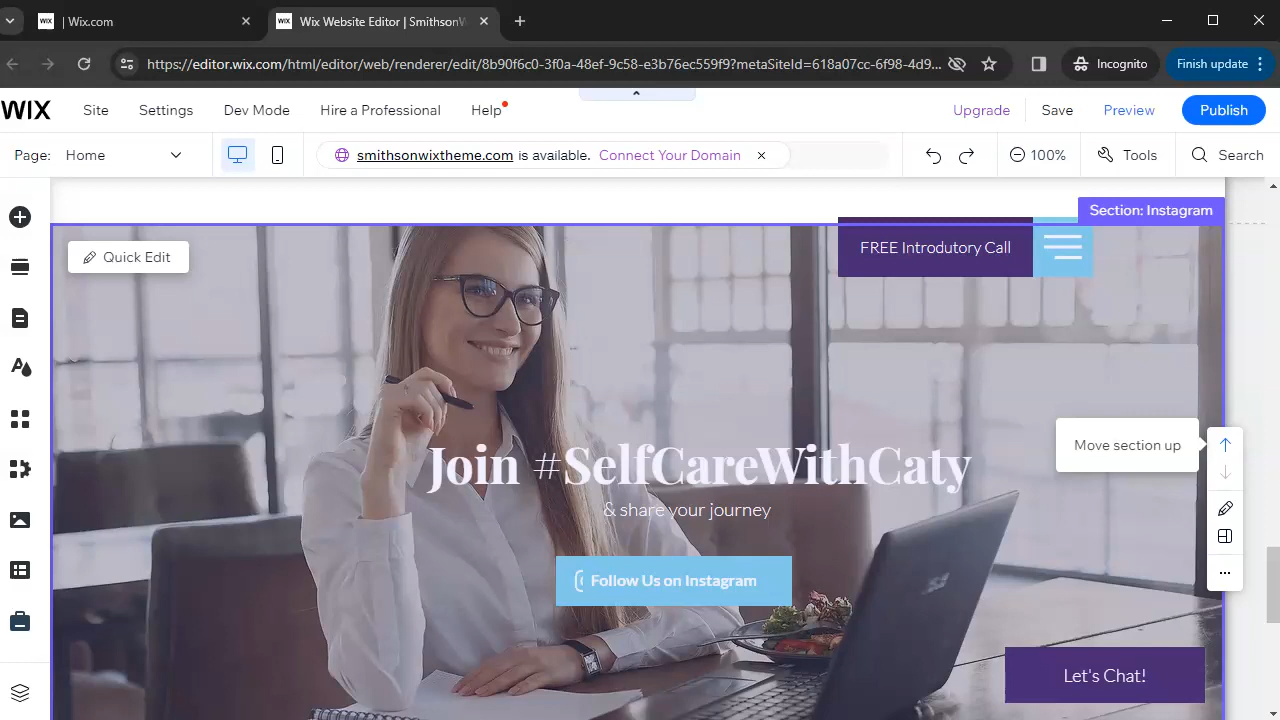 WIX | Wix.com
WIX Wix Website Editor | SmithsonW
https://editor.wix.com/html/editor/web/renderer/edit/8b90f6c0-3f0a-48ef-9c58-e3b76ec559f9?metaSiteId=618a07cc-6f98-4d9...
Incognito
Finish update
WIX Site Settings Dev Mode Hire a Professional Help Upgrade Save Preview Publish
Page: Home smithsonwixtheme.com is available. Connect Your Domain 100% Tools Search
Section: Instagram
Quick Edit
FREE Introdutory Call
Move section up
Join #SelfCareWithCaty
& share your journey
Follow Us on Instagram
Let's Chat!